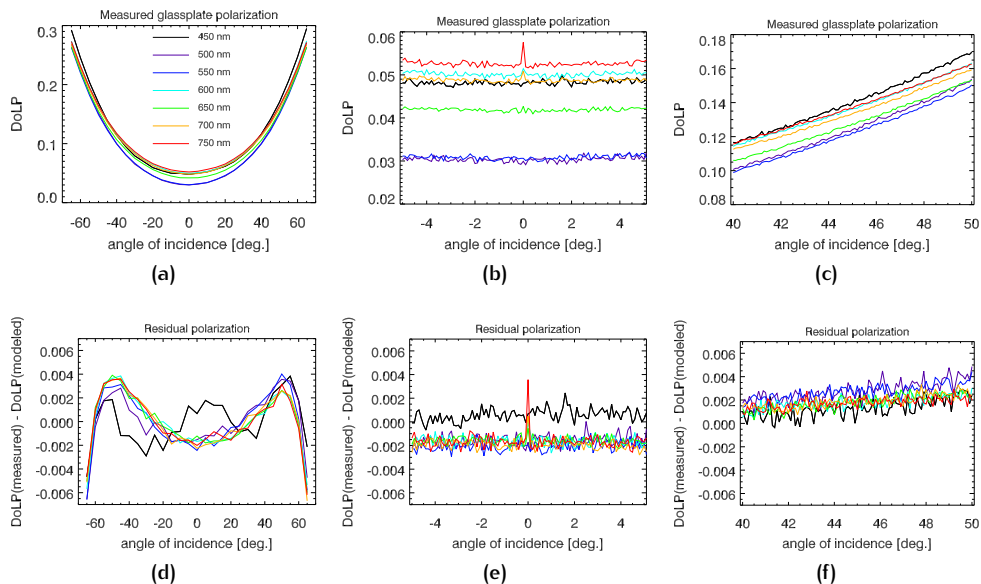 Measured glassplate polarization
0.3
0.2
0.1
0.0
DoLP
450 nm
500 nm
550 nm
600 nm
650 nm
700 nm
750 nm
-60 -40 -20 0 20 40 60
angle of incidence [deg.]
(a)
Measured glassplate polarization
0.06
0.05
0.04
0.03
0.02
DoLP
-4 -2 0 2 4
angle of incidence [deg.]
(b)
Measured glassplate polarization
0.18
0.16
0.14
0.12
0.10
0.08
DoLP
40 42 44 46 48 50
angle of incidence [deg.]
(c)
Residual polarization
0.006
0.004
0.002
0.000
-0.002
-0.004
-0.006
DoLP(measured) - DoLP(modeled)
-60 -40 -20 0 20 40 60
angle of incidence [deg.]
(d)
Residual polarization
0.006
0.004
0.002
0.000
-0.002
-0.004
-0.006
DoLP(measured) - DoLP(modeled)
-4 -2 0 2 4
angle of incidence [deg.]
(e)
Residual polarization
0.006
0.004
0.002
0.000
-0.002
-0.004
-0.006
DoLP(measured) - DoLP(modeled)
40 42 44 46 48 50
angle of incidence [deg.]
(f)